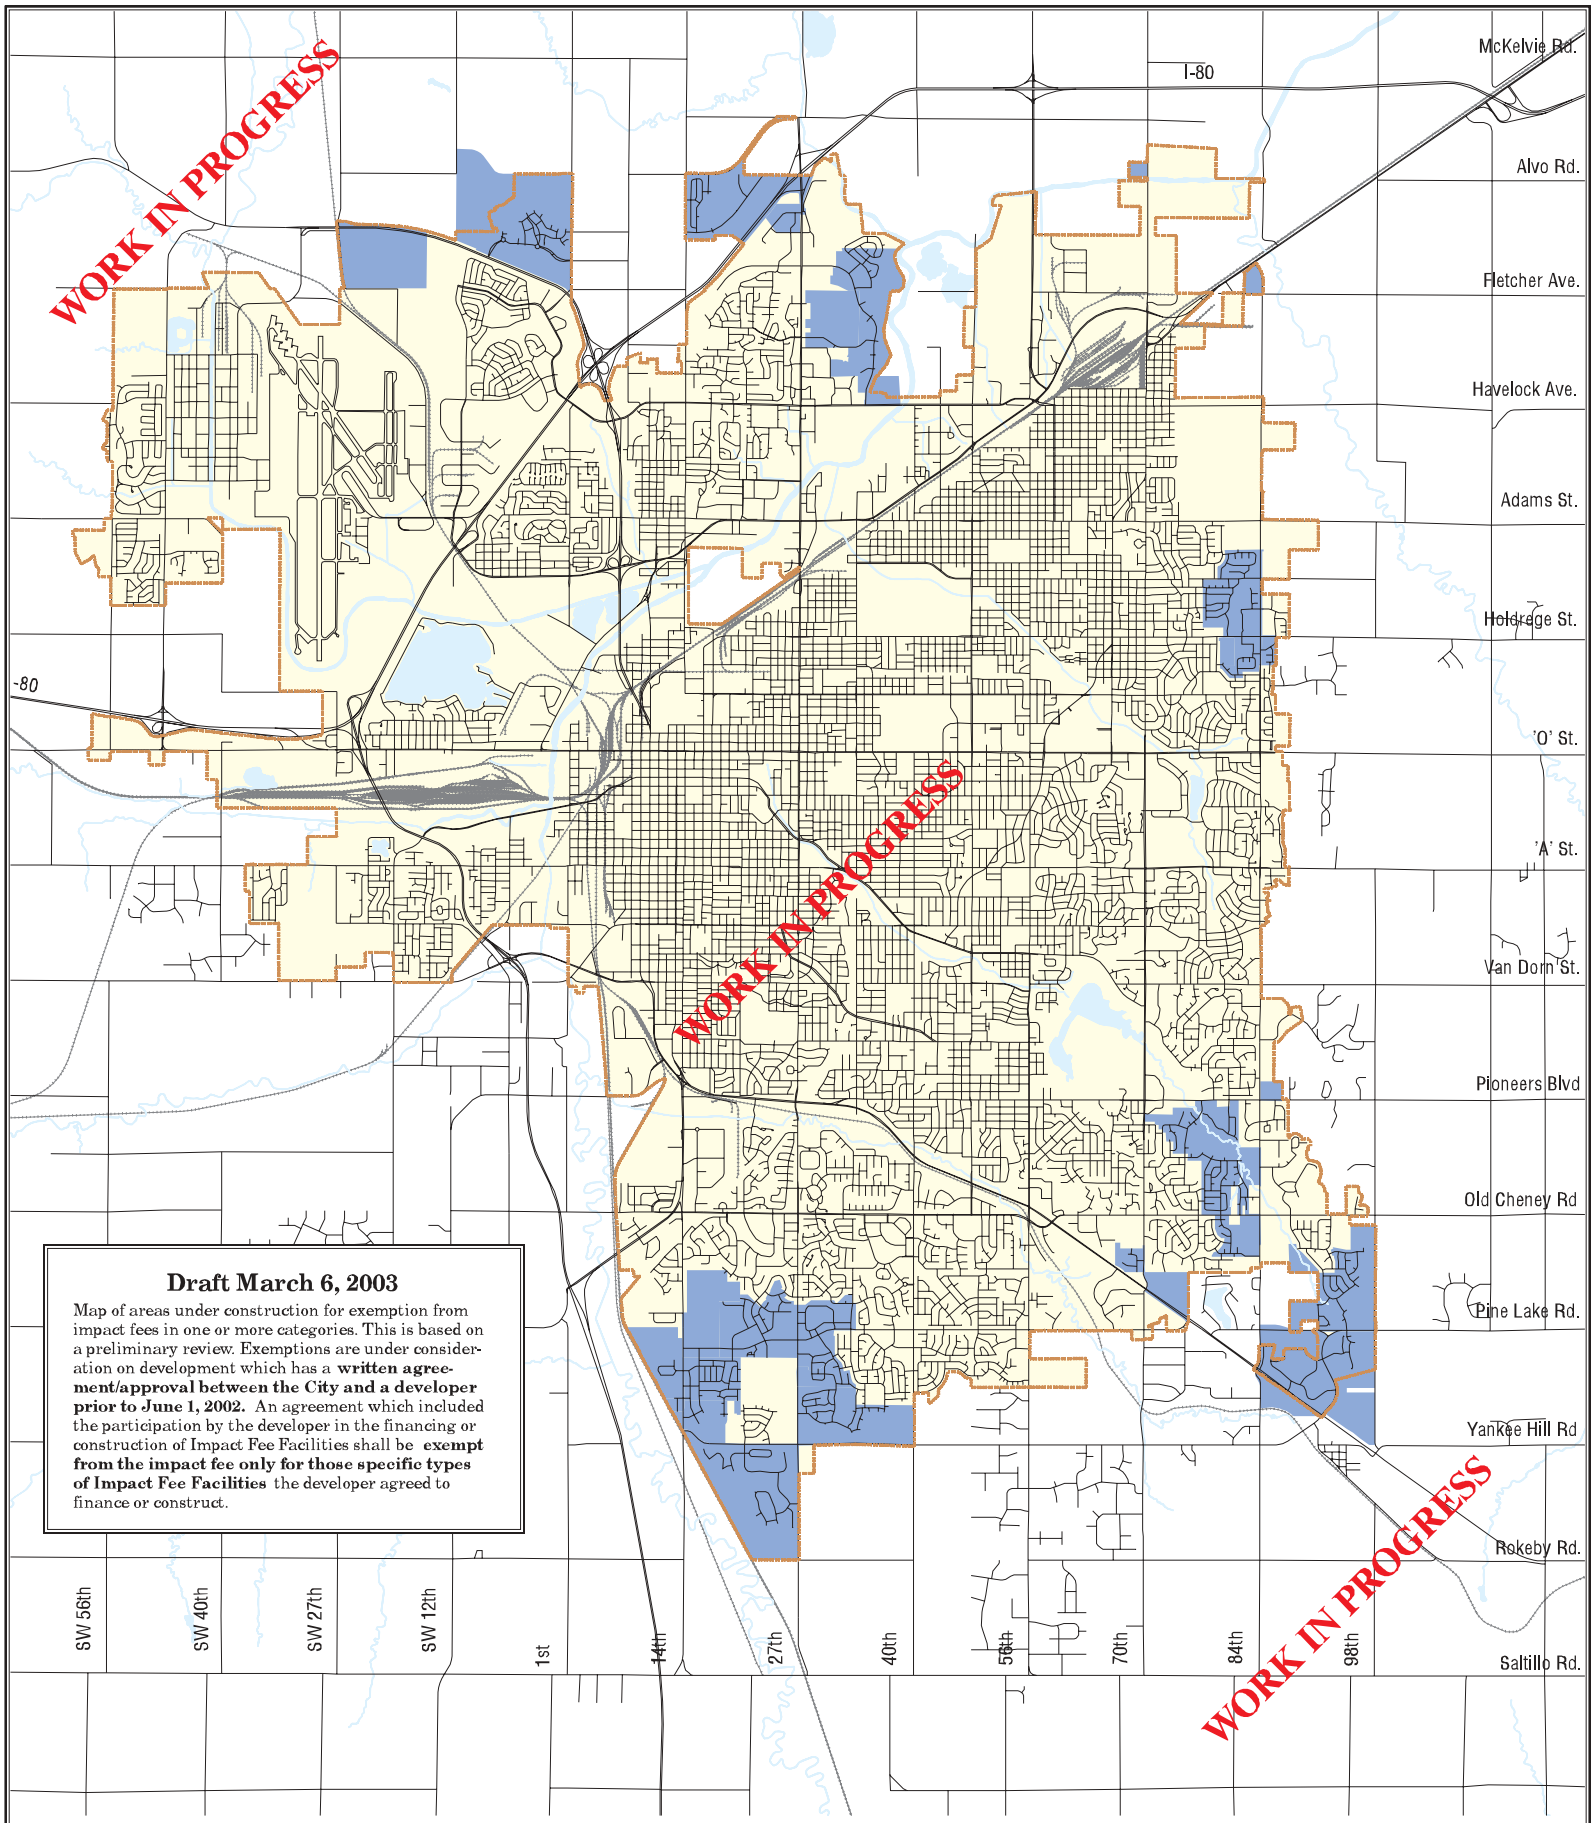 McKelvie Rd.
I-80
WORK IN PROGRESS
Alvo Rd.
Fletcher Ave.
Havelock Ave.
Adams St.
Holdrege St.
-80
'O' St.
WORK IN PROGRESS
'A' St.
Van Dorn St.
Pioneers Blvd
Old Cheney Rd
Pine Lake Rd.
Yankee Hill Rd
Draft March 6, 2003
Map of areas under construction for exemption from
impact fees in one or more categories. This is based on
a preliminary review. Exemptions are under consider-
ation on development which has a written agree-
ment/approval between the City and a developer
prior to June 1, 2002. An agreement which included
the participation by the developer in the financing or
construction of Impact Fee Facilities shall be exempt
from the impact fee only for those specific types
of Impact Fee Facilities the developer agreed to
finance or construct.
WORK IN PROGRESS
Rokeby Rd.
SW 56th
SW 40th
SW 27th
SW 12th
1st
14th
27th
40th
56th
70th
84th
98th
Saltillo Rd.